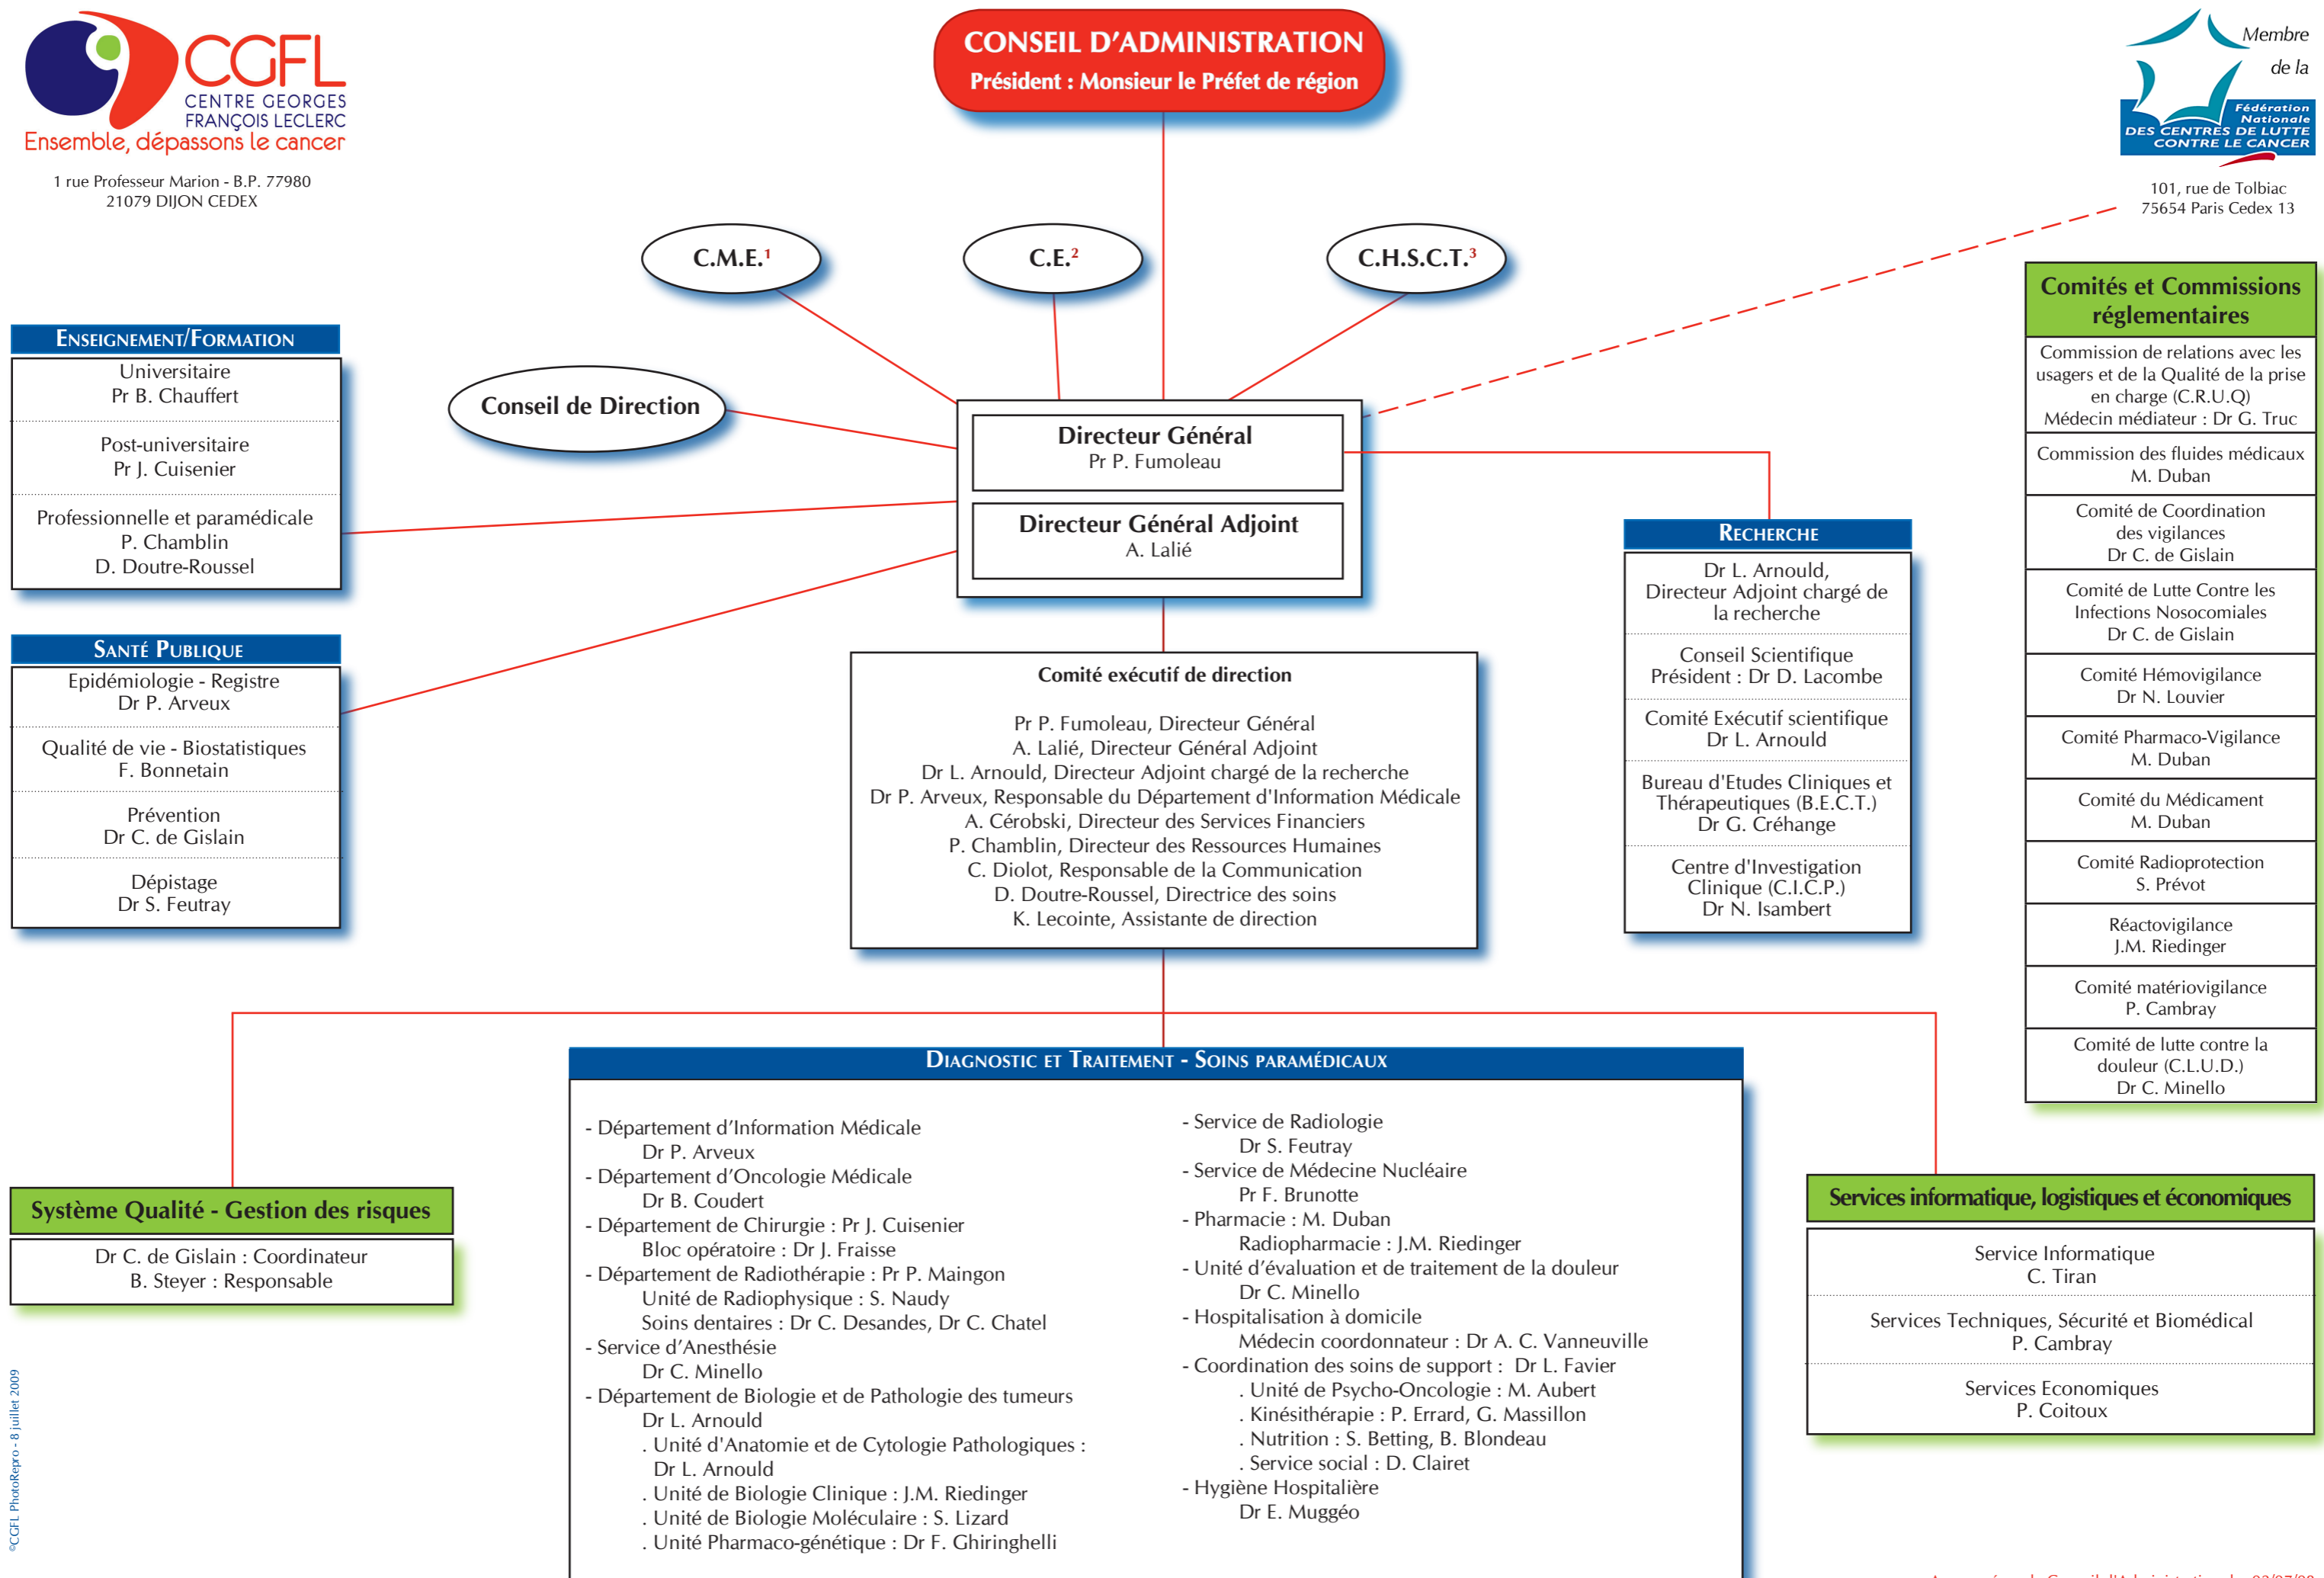 CGFL
CENTRE GEORGES
FRANÇOIS LECLERC
Ensemble, dépassons le cancer
1 rue Professeur Marion - B.P. 77980
21079 DIJON CEDEX
CONSEIL D'ADMINISTRATION
Président : Monsieur le Préfet de région
Membre
de la
Fédération
Nationale
DES CENTRES DE LUTTE
CONTRE LE CANCER
101, rue de Tolbiac
75654 Paris Cedex 13
C.M.E.¹
C.E.²
C.H.S.C.T.³
Conseil de Direction
Directeur Général
Pr P. Fumoleau
Directeur Général Adjoint
A. Lalié
ENSEIGNEMENT/FORMATION
Universitaire
Pr B. Chauffert
Post-universitaire
Pr J. Cuisenier
Professionnelle et paramédicale
P. Chamblin
D. Doutre-Roussel
SANTÉ PUBLIQUE
Epidémiologie - Registre
Dr P. Arveux
Qualité de vie - Biostatistiques
F. Bonnetain
Prévention
Dr C. de Gislain
Dépistage
Dr S. Feutray
Comité exécutif de direction
Pr P. Fumoleau, Directeur Général
A. Lalié, Directeur Général Adjoint
Dr L. Arnould, Directeur Adjoint chargé de la recherche
Dr P. Arveux, Responsable du Département d'Information Médicale
A. Cérobski, Directeur des Services Financiers
P. Chamblin, Directeur des Ressources Humaines
C. Diolot, Responsable de la Communication
D. Doutre-Roussel, Directrice des soins
K. Lecointe, Assistante de direction
RECHERCHE
Dr L. Arnould,
Directeur Adjoint chargé de
la recherche
Conseil Scientifique
Président : Dr D. Lacombe
Comité Exécutif scientifique
Dr L. Arnould
Bureau d'Etudes Cliniques et
Thérapeutiques (B.E.C.T.)
Dr G. Créhange
Centre d'Investigation
Clinique (C.I.C.P.)
Dr N. Isambert
Comités et Commissions
réglementaires
Commission de relations avec les
usagers et de la Qualité de la prise
en charge (C.R.U.Q)
Médecin médiateur : Dr G. Truc
Commission des fluides médicaux
M. Duban
Comité de Coordination
des vigilances
Dr C. de Gislain
Comité de Lutte Contre les
Infections Nosocomiales
Dr C. de Gislain
Comité Hémovigilance
Dr N. Louvier
Comité Pharmaco-Vigilance
M. Duban
Comité du Médicament
M. Duban
Comité Radioprotection
S. Prévot
Réactovigilance
J.M. Riedinger
Comité matériovigilance
P. Cambray
Comité de lutte contre la
douleur (C.L.U.D.)
Dr C. Minello
Système Qualité - Gestion des risques
Dr C. de Gislain : Coordinateur
B. Steyer : Responsable
DIAGNOSTIC ET TRAITEMENT - SOINS PARAMÉDICAUX
- Département d'Information Médicale
Dr P. Arveux
- Département d'Oncologie Médicale
Dr B. Coudert
- Département de Chirurgie : Pr J. Cuisenier
Bloc opératoire : Dr J. Fraisse
- Département de Radiothérapie : Pr P. Maingon
Unité de Radiophysique : S. Naudy
Soins dentaires : Dr C. Desandes, Dr C. Chatel
- Service d'Anesthésie
Dr C. Minello
- Département de Biologie et de Pathologie des tumeurs
Dr L. Arnould
. Unité d'Anatomie et de Cytologie Pathologiques :
Dr L. Arnould
. Unité de Biologie Clinique : J.M. Riedinger
. Unité de Biologie Moléculaire : S. Lizard
. Unité Pharmaco-génétique : Dr F. Ghiringhelli
- Service de Radiologie
Dr S. Feutray
- Service de Médecine Nucléaire
Pr F. Brunotte
- Pharmacie : M. Duban
Radiopharmacie : J.M. Riedinger
- Unité d'évaluation et de traitement de la douleur
Dr C. Minello
- Hospitalisation à domicile
Médecin coordonnateur : Dr A. C. Vanneuville
- Coordination des soins de support : Dr L. Favier
. Unité de Psycho-Oncologie : M. Aubert
. Kinésithérapie : P. Errard, G. Massillon
. Nutrition : S. Betting, B. Blondeau
. Service social : D. Clairet
- Hygiène Hospitalière
Dr E. Muggéo
Services informatique, logistiques et économiques
Service Informatique
C. Tiran
Services Techniques, Sécurité et Biomédical
P. Cambray
Services Economiques
P. Coitoux
©CGFL PhotoRepro - 8 juillet 2009